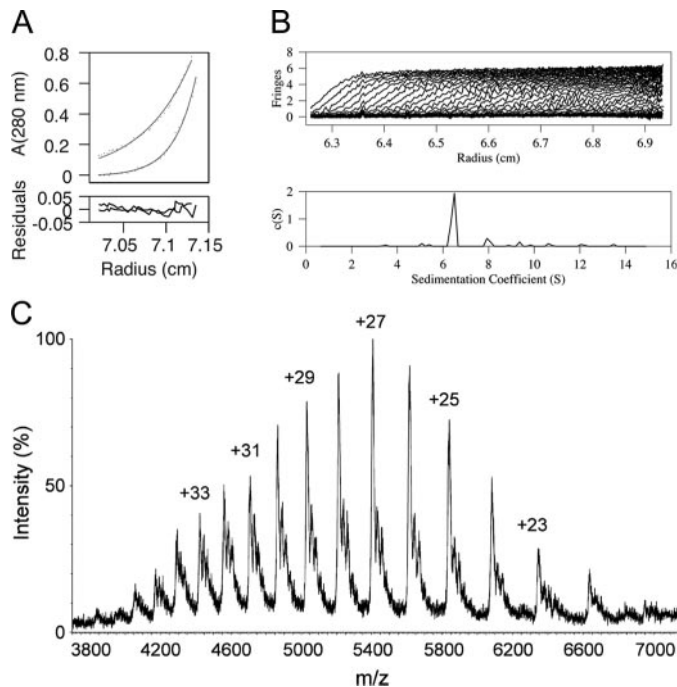 A
A(280 nm)
0.8
0.6
0.4
0.2
0
Residuals
0.05
0
-0.05
7.05 7.1 7.15
Radius (cm)
B
Fringes
8
6
4
2
0
6.3 6.4 6.5 6.6 6.7 6.8 6.9
Radius (cm)
c(S)
2
1
0
0 2 4 6 8 10 12 14 16
Sedimentation Coefficient (S)
C
Intensity (%)
100
50
0
+33
+31
+29
+27
+25
+23
3800 4200 4600 5000 5400 5800 6200 6600 7000
m/z